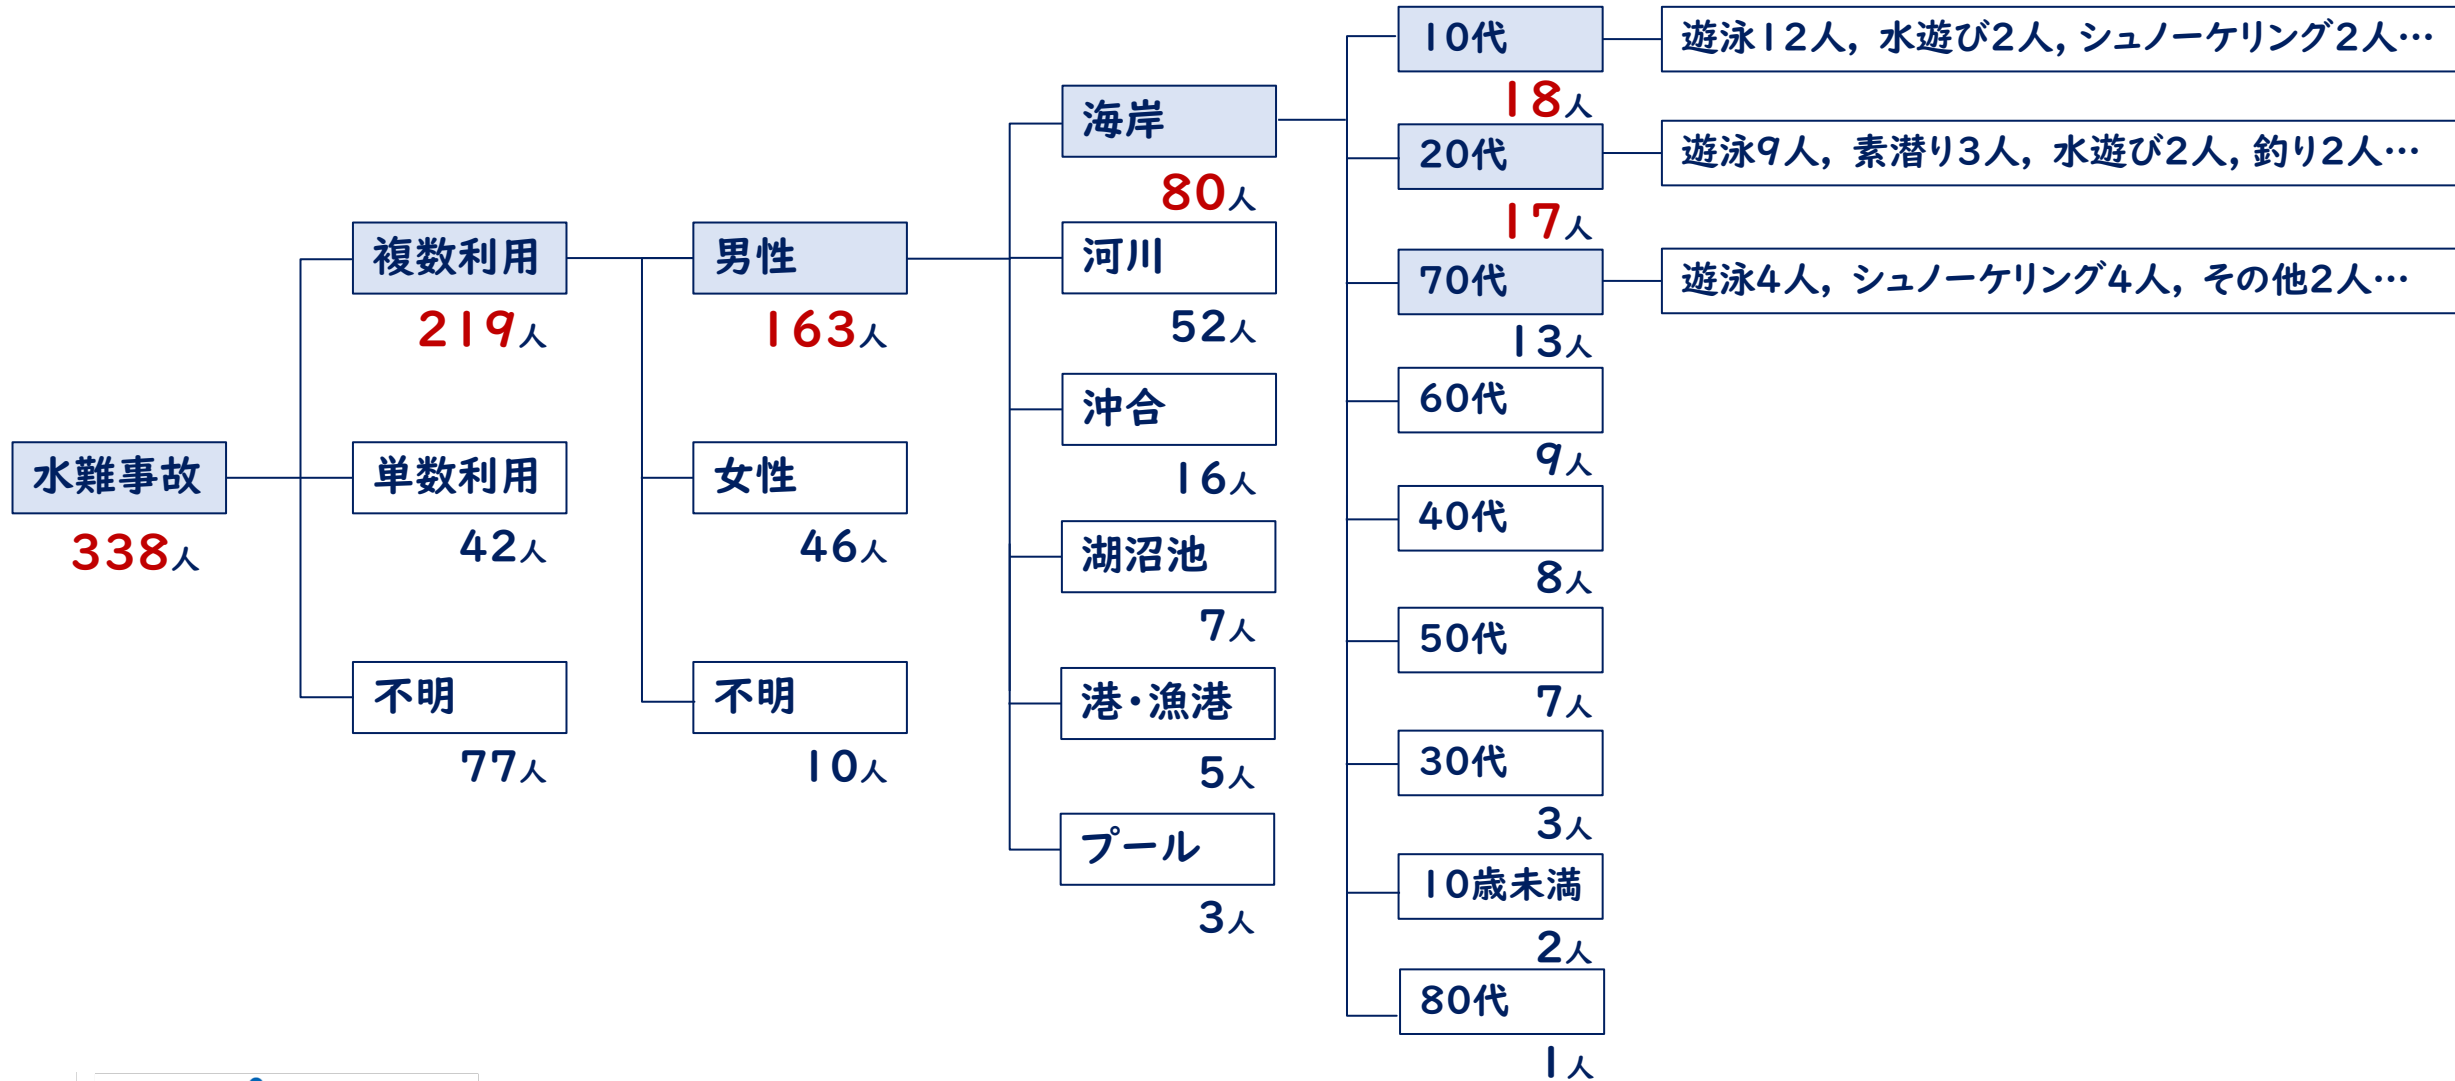 水難事故
338人
複数利用
219人
単数利用
42人
不明
77人
男性
163人
女性
46人
不明
10人
海岸
80人
河川
52人
沖合
16人
湖沼池
7人
港・漁港
5人
プール
3人
10代
18人
20代
17人
70代
13人
60代
9人
40代
8人
50代
7人
30代
3人
10歳未満
2人
80代
1人
遊泳12人, 水遊び2人, シュノーケリング2人…
遊泳9人, 素潜り3人, 水遊び2人, 釣り2人…
遊泳4人, シュノーケリング4人, その他2人…